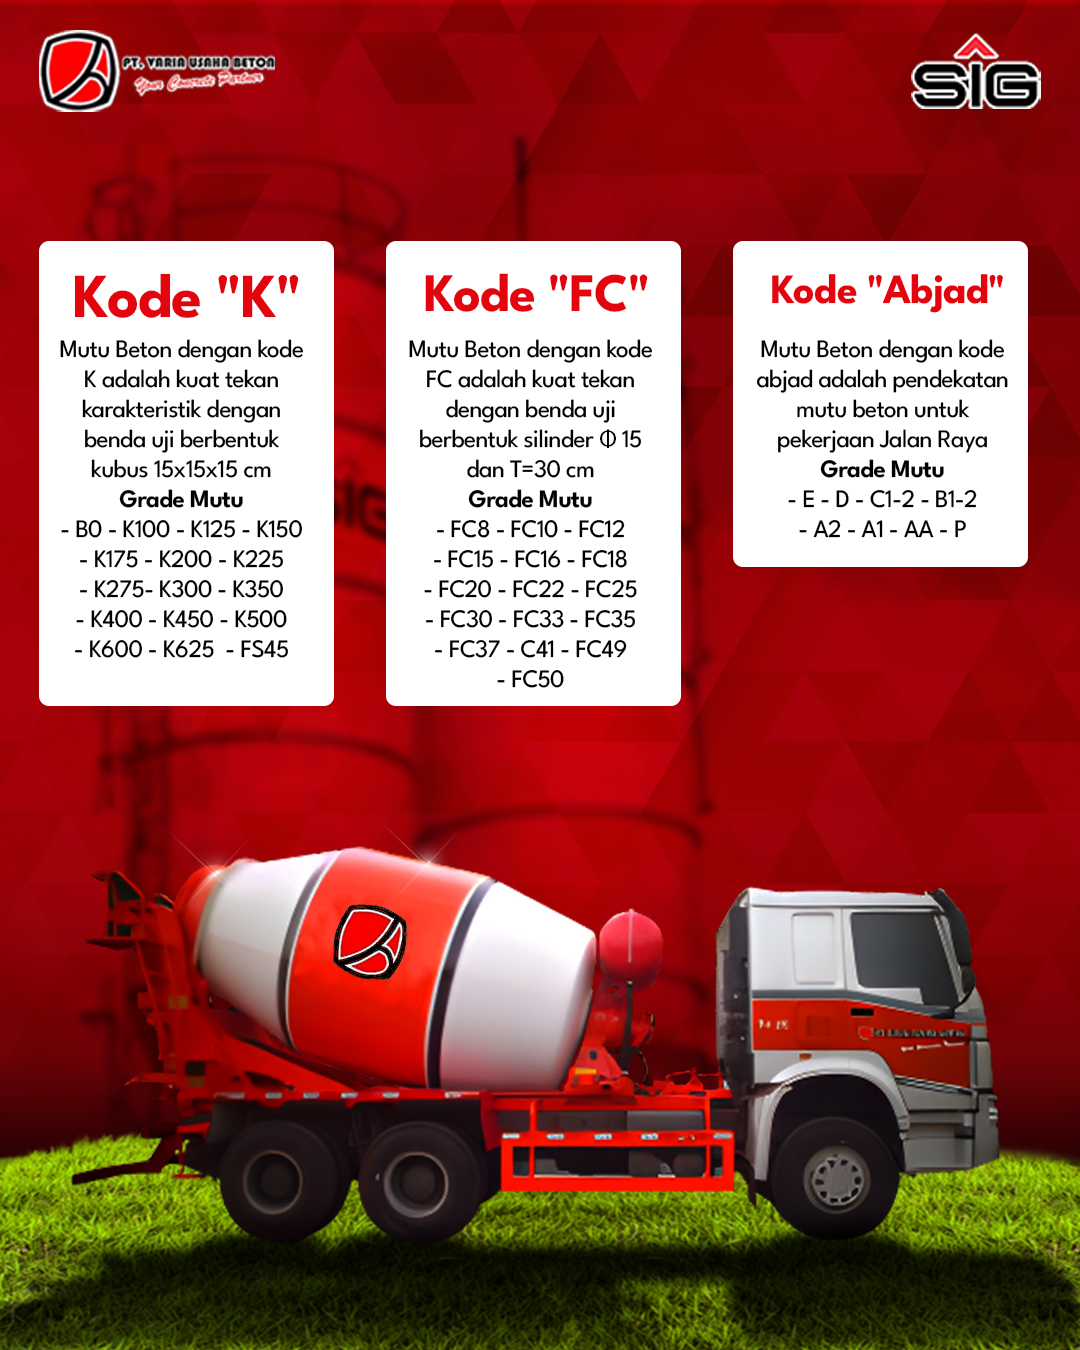 PT. VARIA USAHA BETON
Your Concrete Partner
SIG
Kode "K"
Mutu Beton dengan kode
K adalah kuat tekan
karakteristik dengan
benda uji berbentuk
kubus 15x15x15 cm
Grade Mutu
- B0 - K100 - K125 - K150
- K175 - K200 - K225
- K275- K300 - K350
- K400 - K450 - K500
- K600 - K625  - FS45
Kode "FC"
Mutu Beton dengan kode
FC adalah kuat tekan
dengan benda uji
berbentuk silinder Φ 15
dan T=30 cm
Grade Mutu
- FC8 - FC10 - FC12
- FC15 - FC16 - FC18
- FC20 - FC22 - FC25
- FC30 - FC33 - FC35
- FC37 - C41 - FC49
- FC50
Kode "Abjad"
Mutu Beton dengan kode
abjad adalah pendekatan
mutu beton untuk
pekerjaan Jalan Raya
Grade Mutu
- E - D - C1-2 - B1-2
- A2 - A1 - AA - P
SIG